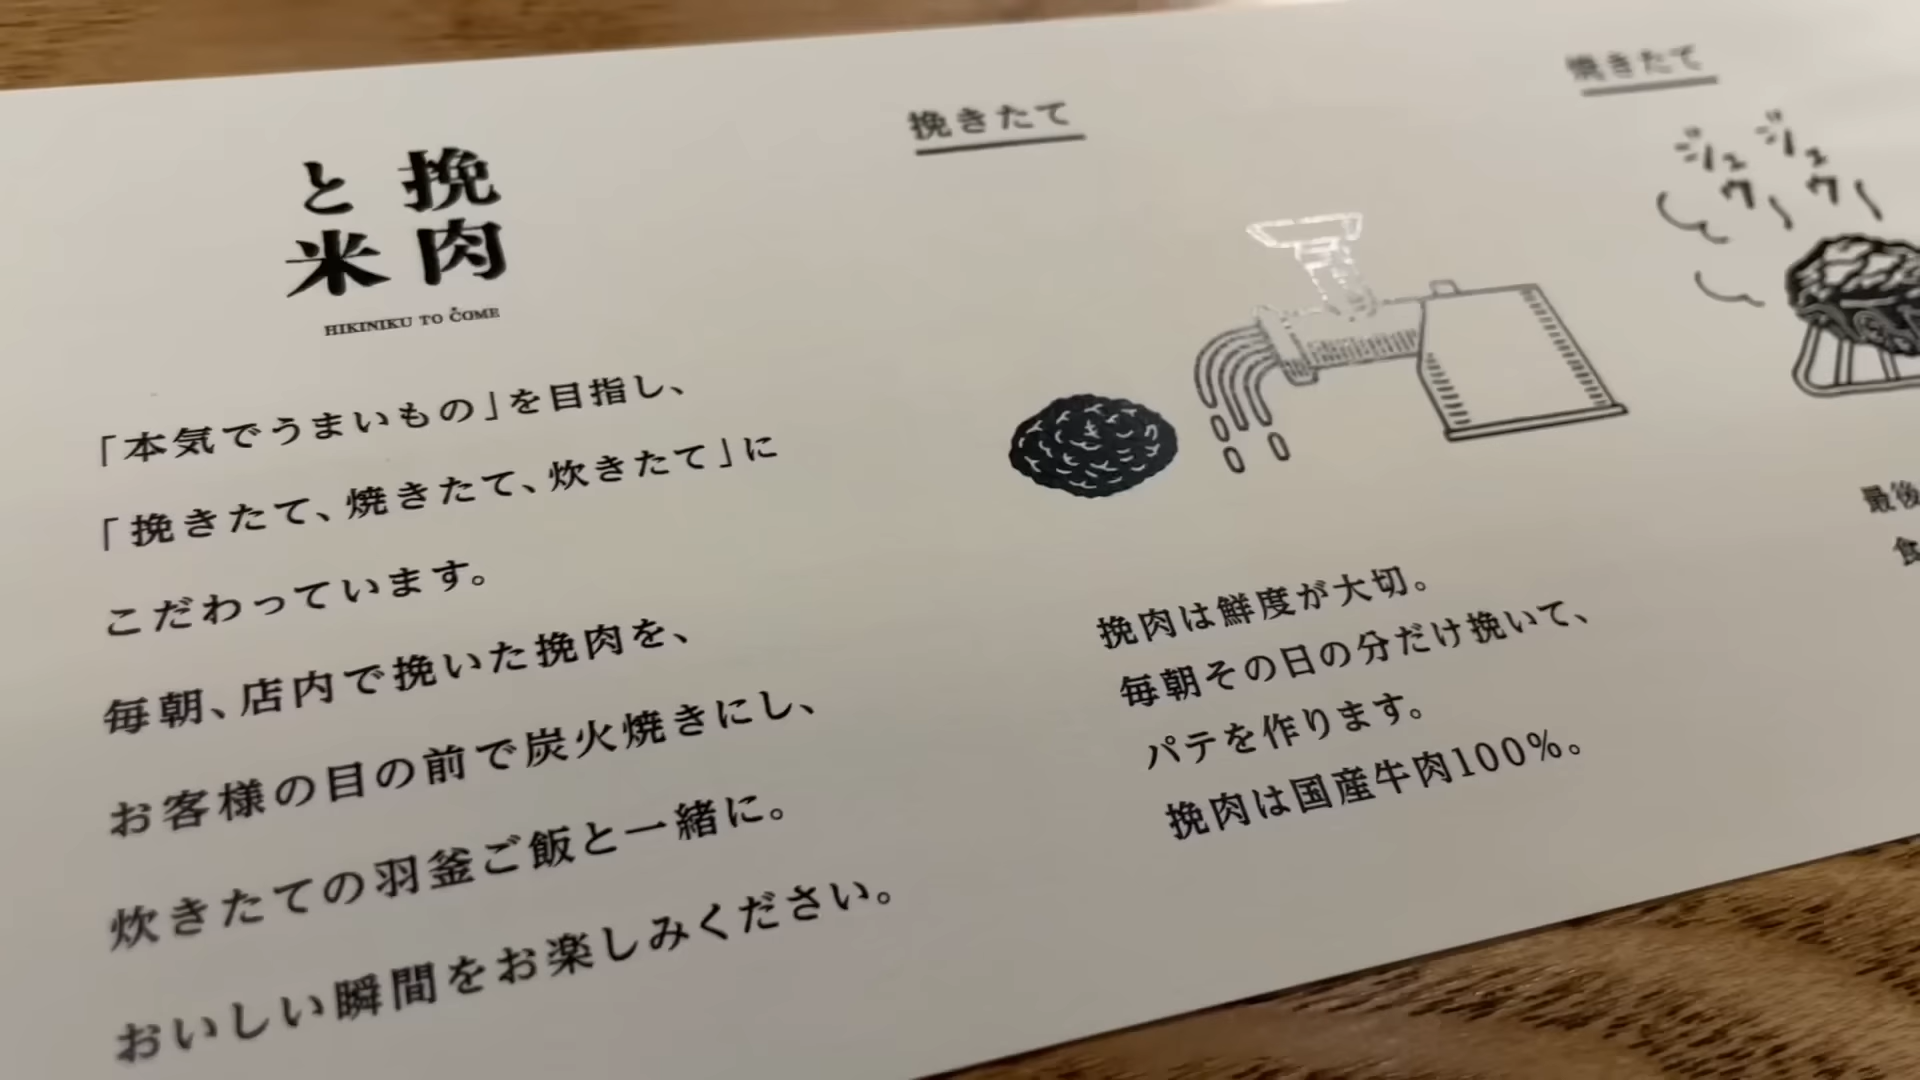 挽肉
と米
HIKINIKU TO COME
「本気でうまいもの」を目指し、
「挽きたて、焼きたて、炊きたて」に
こだわっています。
毎朝、店内で挽いた挽肉を、
お客様の目の前で炭火焼きにし、
炊きたての羽釜ご飯と一緒に。
おいしい瞬間をお楽しみください。
挽きたて
挽肉は鮮度が大切。
毎朝その日の分だけ挽いて、
パテを作ります。
挽肉は国産牛肉100%。
焼きたて
ジュウ〜
ジュウ〜
最後
食